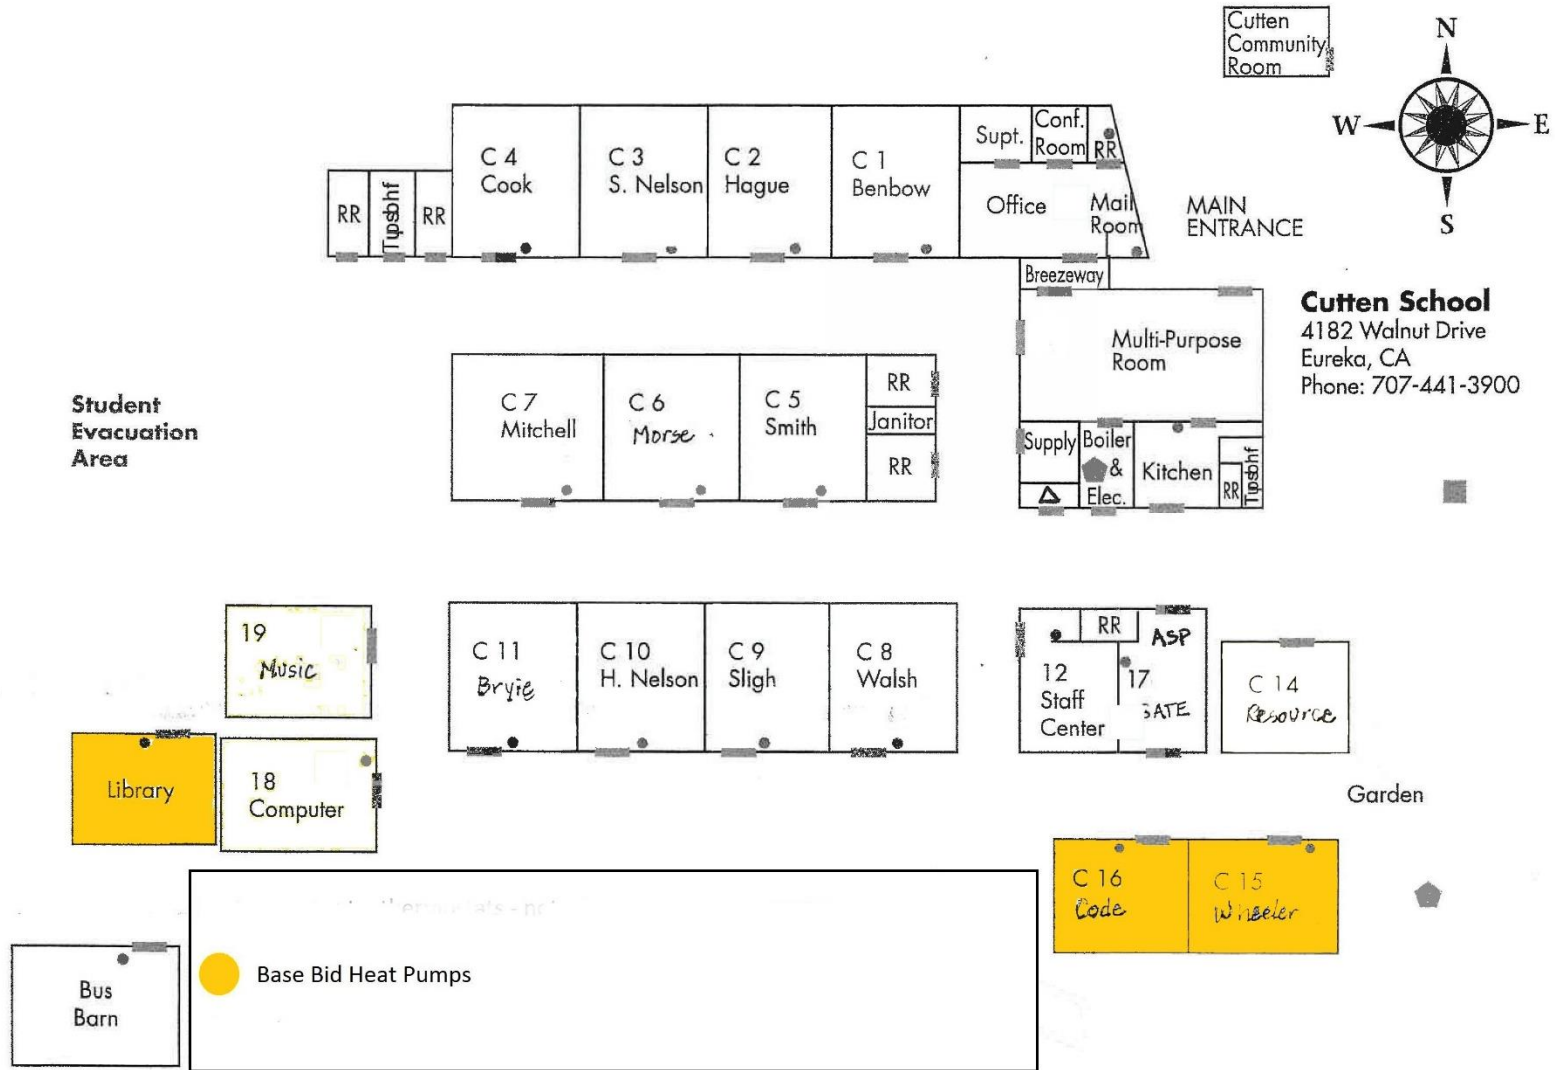 Cutten
Community
Room
N
W
E
S
C 4
Cook
C 3
S. Nelson
C 2
Hague
C 1
Benbow
Supt.
Conf.
Room
RR
Office
Mail
Room
MAIN
ENTRANCE
RR
RR
Breezeway
Cutten School
4182 Walnut Drive
Eureka, CA
Phone: 707-441-3900
Multi-Purpose
Room
Student
Evacuation
Area
C 7
Mitchell
C 6
Morse
C 5
Smith
RR
Janitor
RR
Supply
Boiler
&
Elec.
Kitchen
RR
19
Music
C 11
Bryie
C 10
H. Nelson
C 9
Sligh
C 8
Walsh
12
Staff
Center
RR
ASP
17
GATE
C 14
Resource
Library
18
Computer
Garden
C 16
Code
C 15
Wheeler
Bus
Barn
Base Bid Heat Pumps